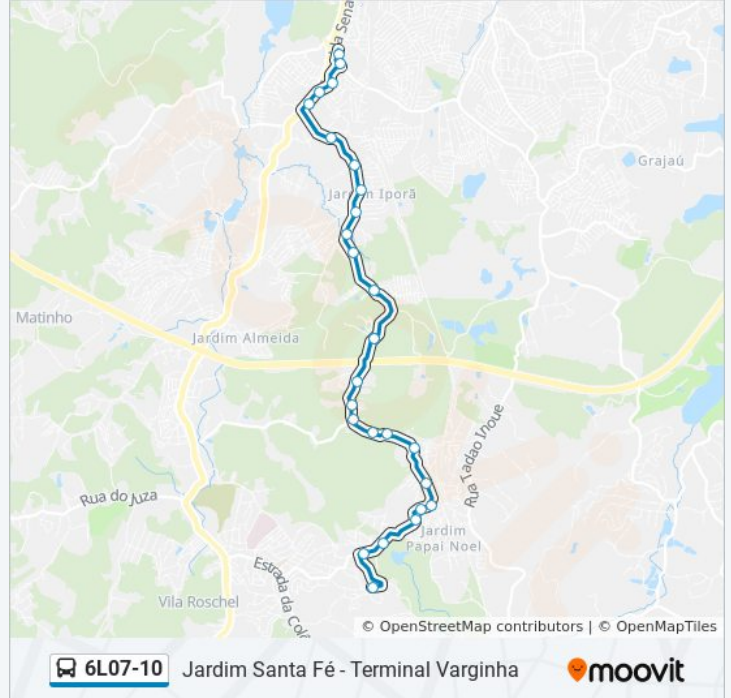 da Sena
Grajaú
Jardim Iporã
Matinho
Jardim Almeida
Rua Tadao Inoue
Rua do Juza
Jardim
Papai Noel
Estrada da Colô
Vila Roschel
© OpenStreetMap contributors | © OpenMapTiles
6L07-10 Jardim Santa Fé - Terminal Varginha moovit